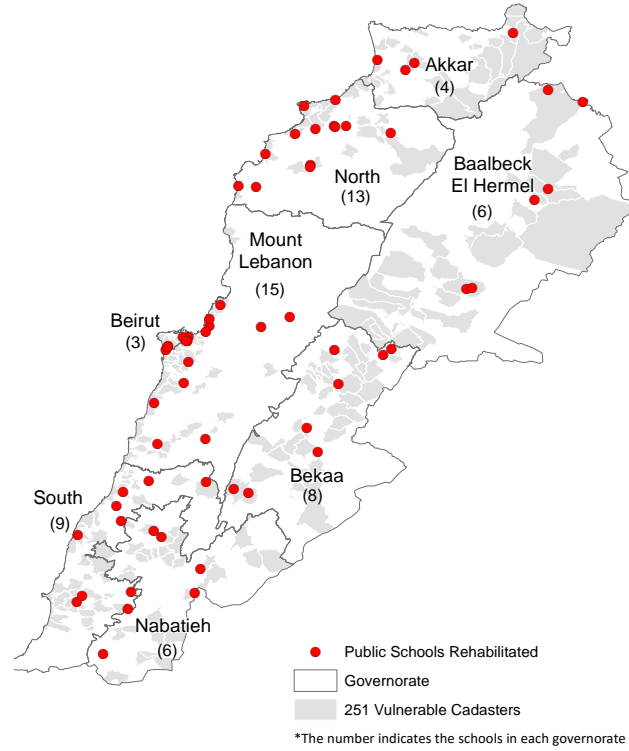 Akkar
(4)
North
(13)
Baalbeck
El Hermel
(6)
Mount
Lebanon
(15)
Beirut
(3)
Bekaa
(8)
South
(9)
Nabatieh
(6)
Public Schools Rehabilitated
Governorate
251 Vulnerable Cadasters
*The number indicates the schools in each governorate